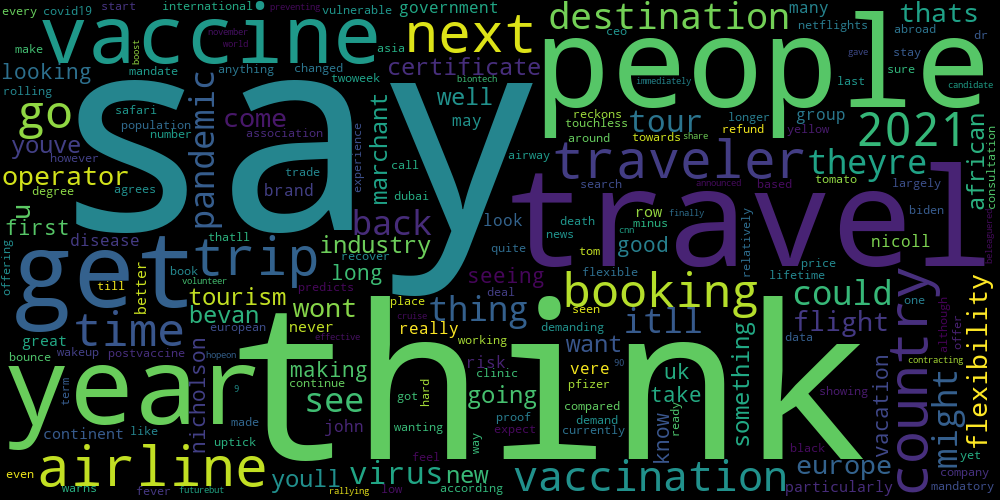 every covid19 start international preventing vulnerable government destination many thats
vaccine next people
november world boost asia ceo netflights abroad dr
make looking mandate anything changed twoweek certificate biontech immediately last stay sure gave candidate
rolling say well reckons touchless longer group 2021
go safari population number pandemic come association experience marchant may around tour towards share refund yellow
youve however trade call airway traveler theyre african consultation
operator degree agrees brand dubai search announced based tomato largely
u first thatll back look death minus row relatively biden
disease industry quite news cnn finally good nicoll beleaguered
offering get trip recover long seeing tom travel
till book volunteer predicts deal flexible price lifetime
better tourism place cruise thing seen booking could one
great time bevan wont european never effective really working demanding itll flight although offer flexibility
bounce wakeup postvaccine nicholson making risk vere want data country contracting
year hopeon continue think clinic pfizer 90 uk something showing
term 9 see got hard going compared take ready might
continent like made john wanting proof demand currently know black vacation
uptick feel way expect europe yet
even airline youll virus new vaccination particularly company
warns fever futurebut rallying low according mandatory